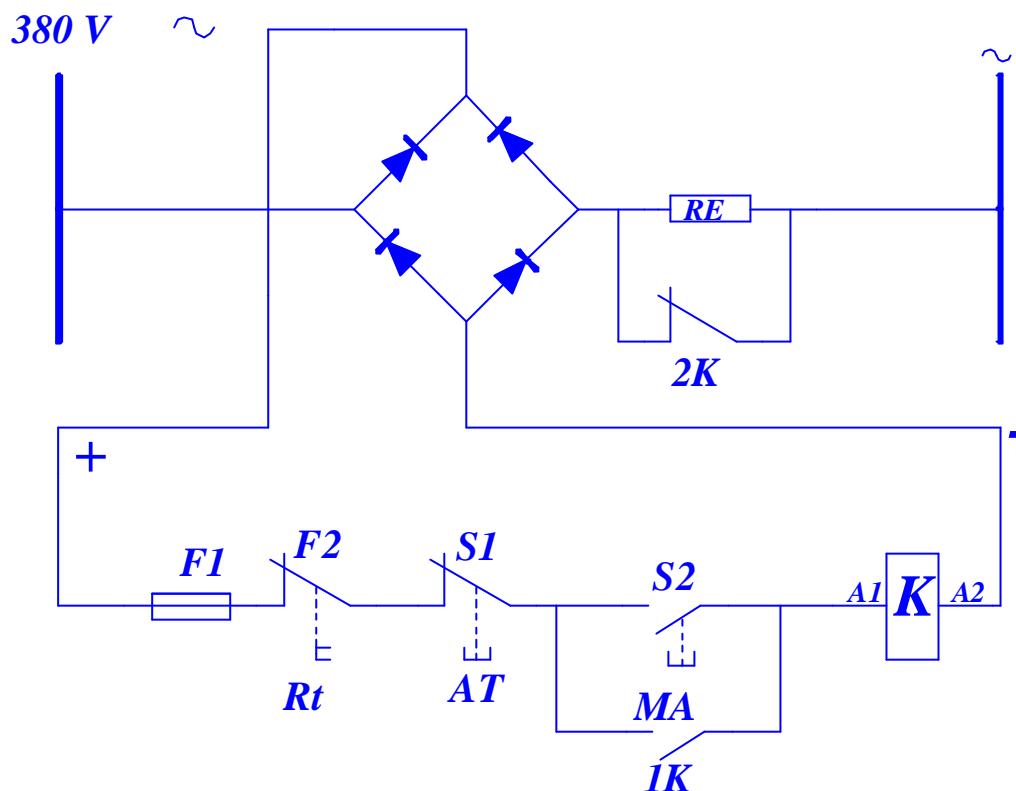 380 V ~
~
RE
2K
+ -
F1 F2 S1 S2 A1 K A2
Rt AT MA
1K